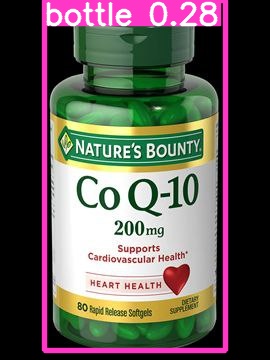 bottle 0.28
NATURE'S BOUNTY
Co Q-10
200mg
Supports
Cardiovascular Health*
HEART HEALTH
80 Rapid Release Softgels
DIETARY
SUPPLEMENT